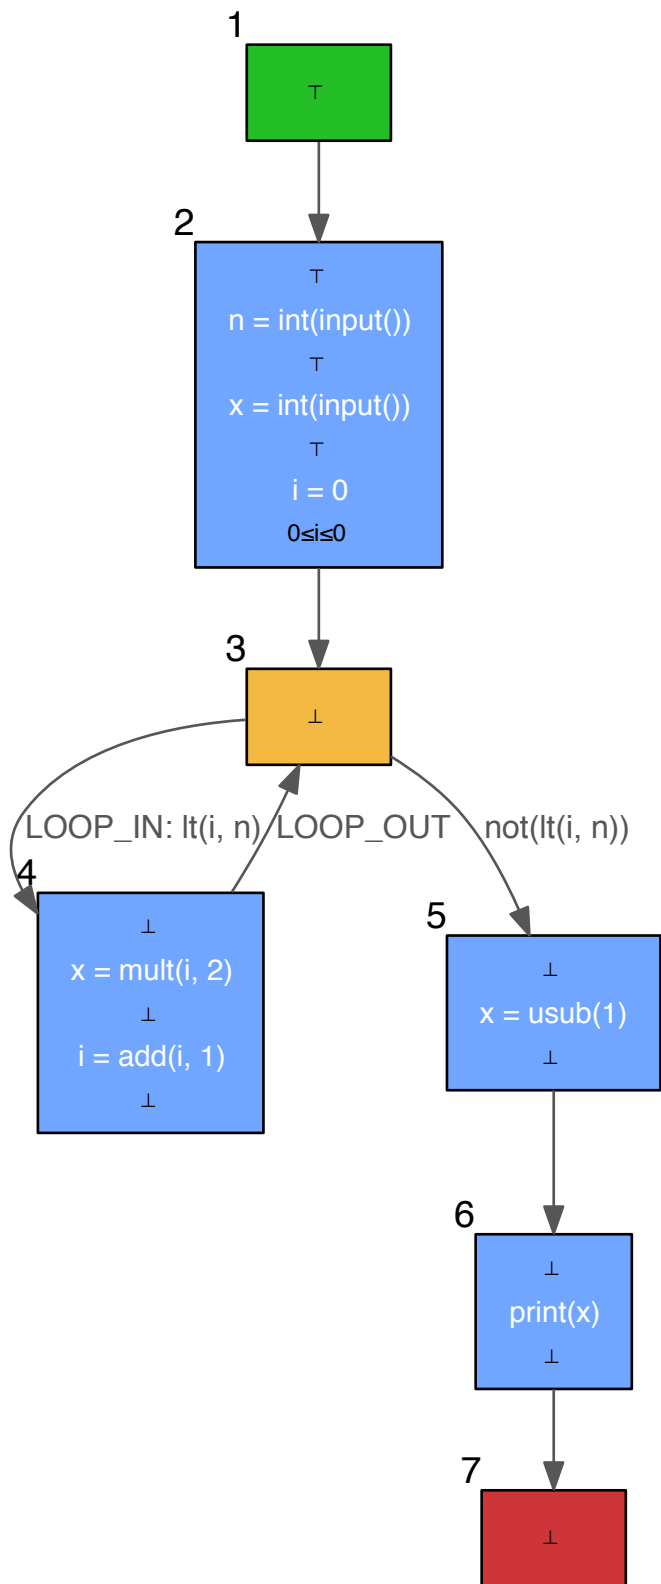 1
⊤
2
⊤
n = int(input())
⊤
x = int(input())
⊤
i = 0
0≤i≤0
3
⊥
LOOP_IN: lt(i, n) LOOP_OUT not(lt(i, n))
4
⊥
x = mult(i, 2)
⊥
i = add(i, 1)
⊥
5
⊥
x = usub(1)
⊥
6
⊥
print(x)
⊥
7
⊥